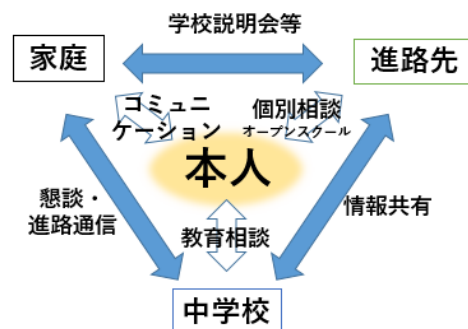 学校説明会等
家庭
進路先
コミュニ
ケーション
個別相談
オープンスクール
本人
懇談・
進路通信
情報共有
教育相談
中学校